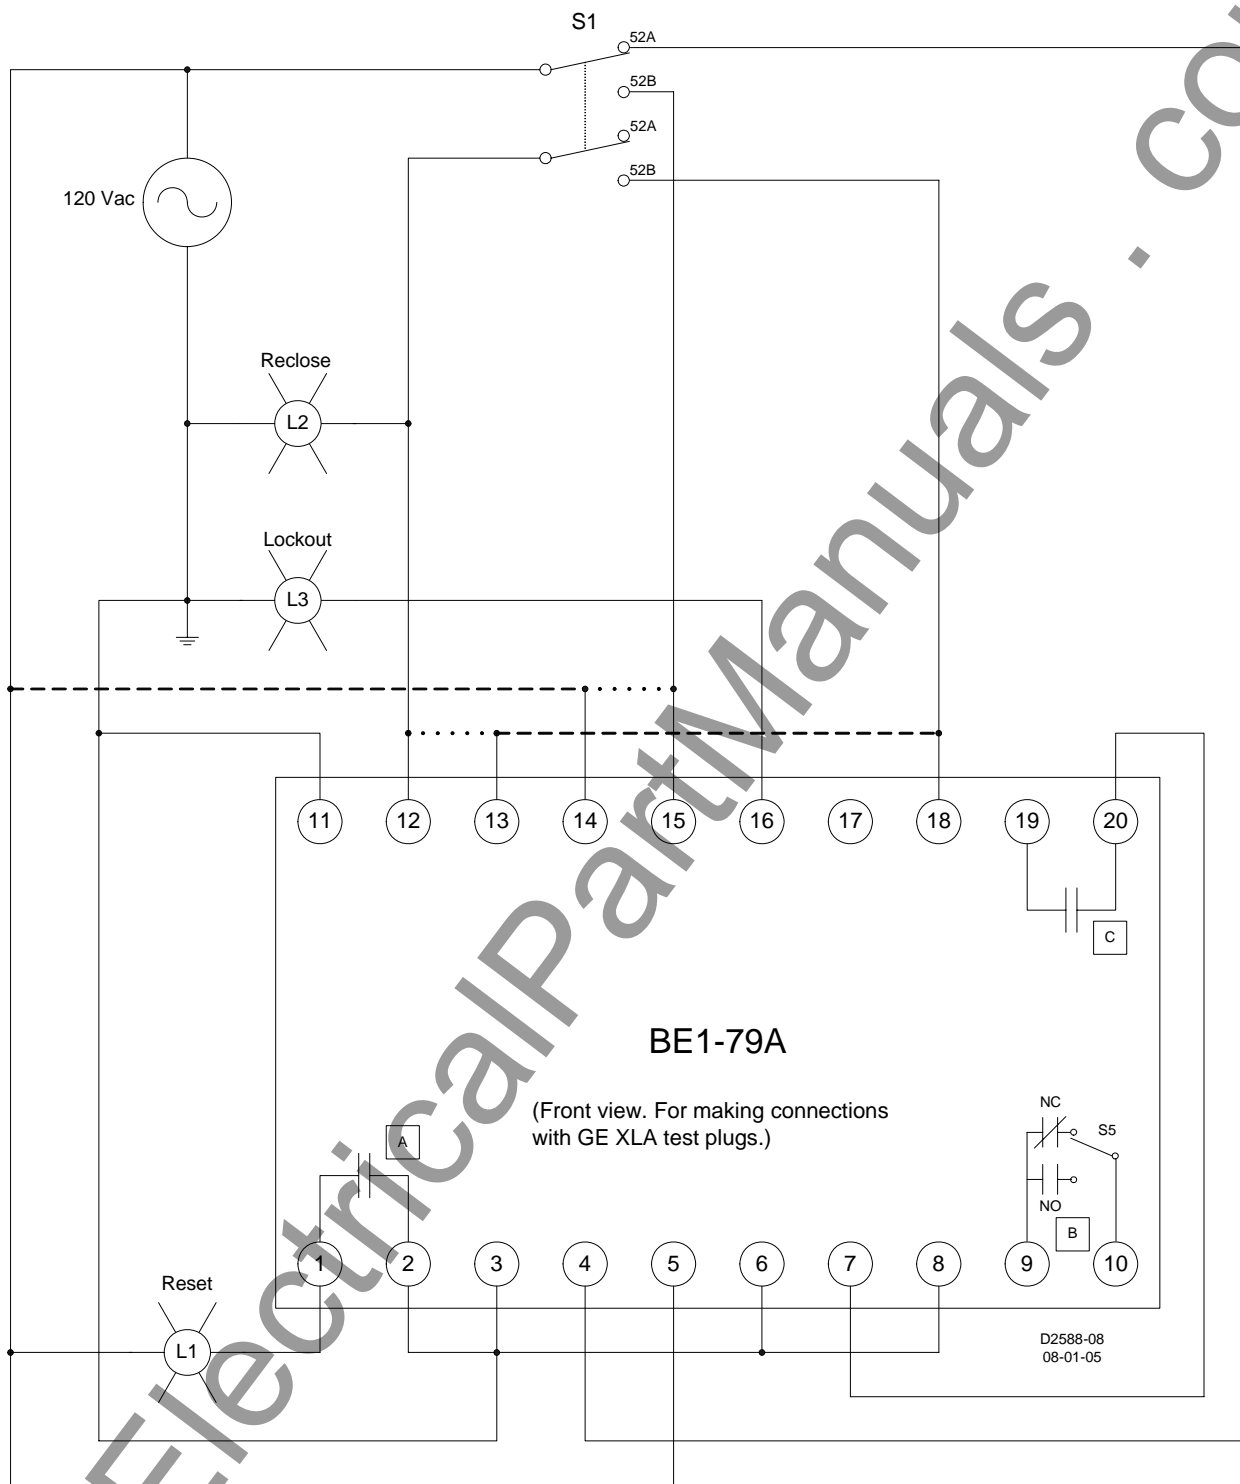 S1
52A
52B
52A
52B
120 Vac
Reclose
L2
Lockout
L3
11 12 13 14 15 16 17 18 19 20
C
BE1-79A
(Front view. For making connections
with GE XLA test plugs.)
NC
S5
NO
A
B
1 2 3 4 5 6 7 8 9 10
Reset
L1
D2588-08
08-01-05
ElectricalPartManuals . co